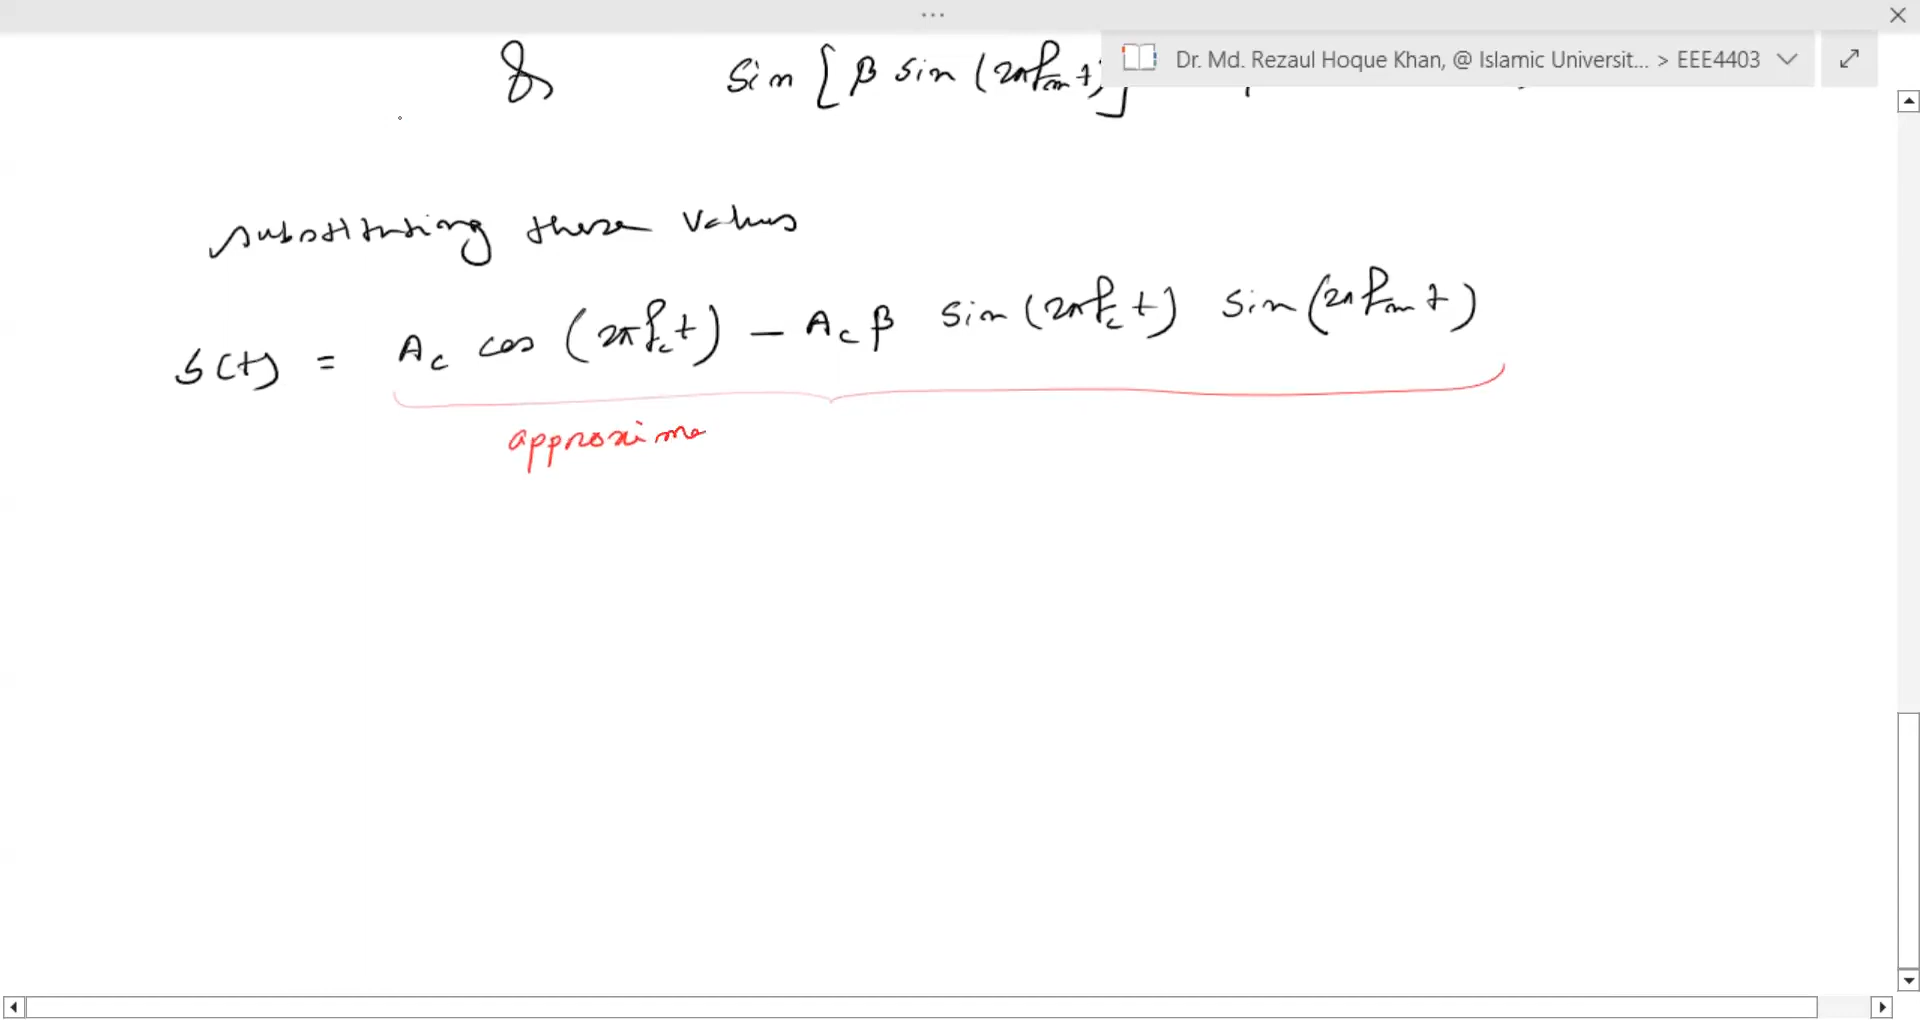 ...
Dr. Md. Rezaul Hoque Khan, @ Islamic Universit... > EEE4403
& Sin [β sin (2πfm t)]
substituting these values
S(t) = Ac cos (2πfc t) − Ac β sin (2πfc t) sin (2πfm t)
approxima